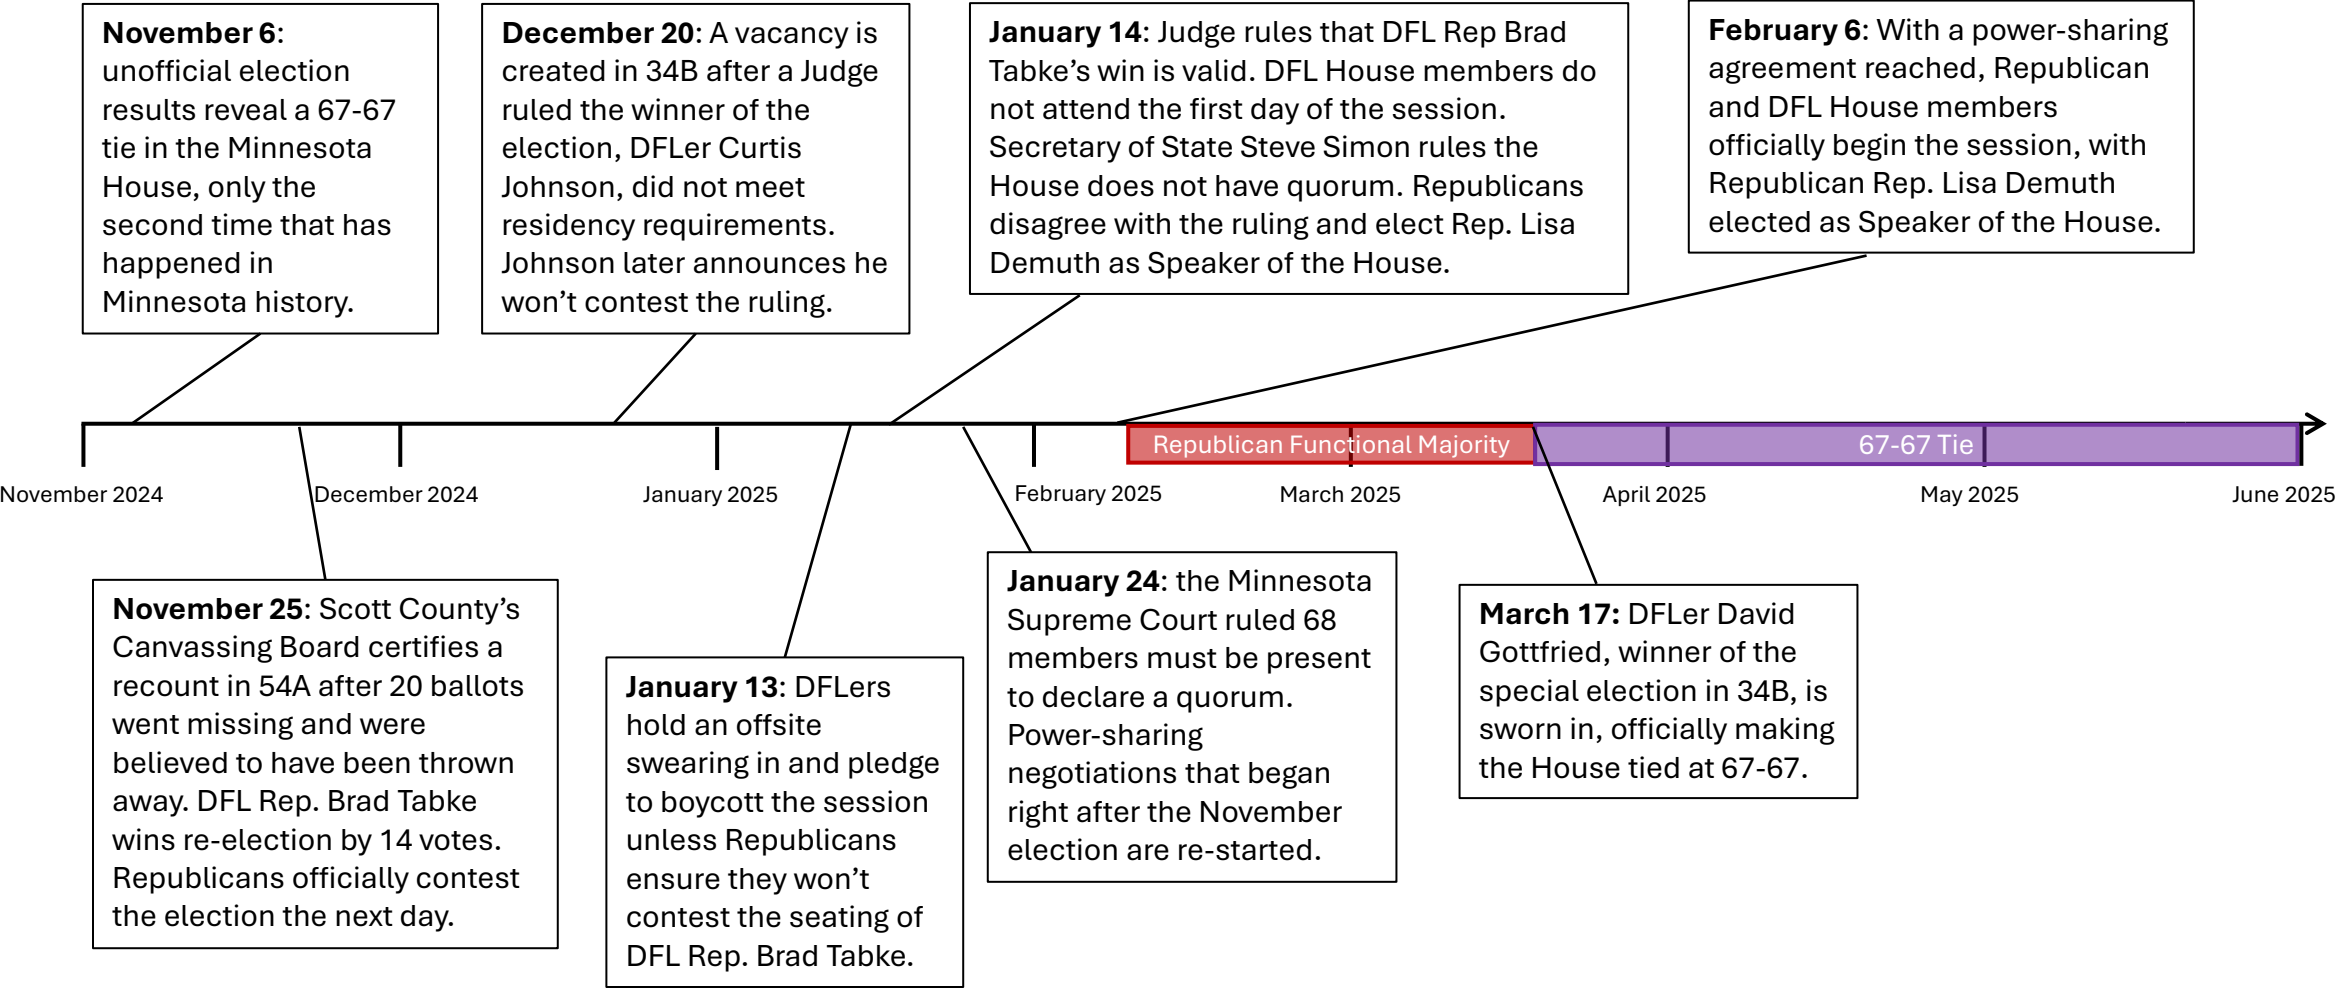 November 6:
unofficial election
results reveal a 67-67
tie in the Minnesota
House, only the
second time that has
happened in
Minnesota history.
December 20: A vacancy is
created in 34B after a Judge
ruled the winner of the
election, DFLer Curtis
Johnson, did not meet
residency requirements.
Johnson later announces he
won’t contest the ruling.
January 14: Judge rules that DFL Rep Brad
Tabke’s win is valid. DFL House members do
not attend the first day of the session.
Secretary of State Steve Simon rules the
House does not have quorum. Republicans
disagree with the ruling and elect Rep. Lisa
Demuth as Speaker of the House.
February 6: With a power-sharing
agreement reached, Republican
and DFL House members
officially begin the session, with
Republican Rep. Lisa Demuth
elected as Speaker of the House.
Republican Functional Majority
67-67 Tie
November 2024
December 2024
January 2025
February 2025
March 2025
April 2025
May 2025
June 2025
November 25: Scott County’s
Canvassing Board certifies a
recount in 54A after 20 ballots
went missing and were
believed to have been thrown
away. DFL Rep. Brad Tabke
wins re-election by 14 votes.
Republicans officially contest
the election the next day.
January 13: DFLers
hold an offsite
swearing in and pledge
to boycott the session
unless Republicans
ensure they won’t
contest the seating of
DFL Rep. Brad Tabke.
January 24: the Minnesota
Supreme Court ruled 68
members must be present
to declare a quorum.
Power-sharing
negotiations that began
right after the November
election are re-started.
March 17: DFLer David
Gottfried, winner of the
special election in 34B, is
sworn in, officially making
the House tied at 67-67.